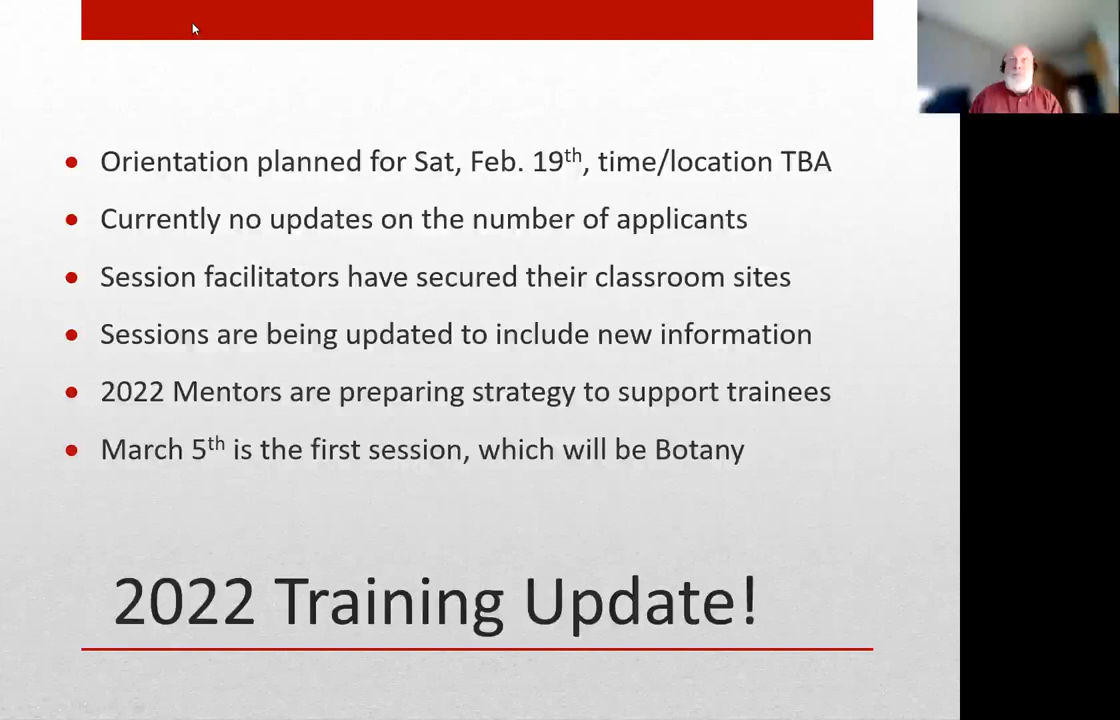 Orientation planned for Sat, Feb. 19th, time/location TBA
Currently no updates on the number of applicants
Session facilitators have secured their classroom sites
Sessions are being updated to include new information
2022 Mentors are preparing strategy to support trainees
March 5th is the first session, which will be Botany
2022 Training Update!